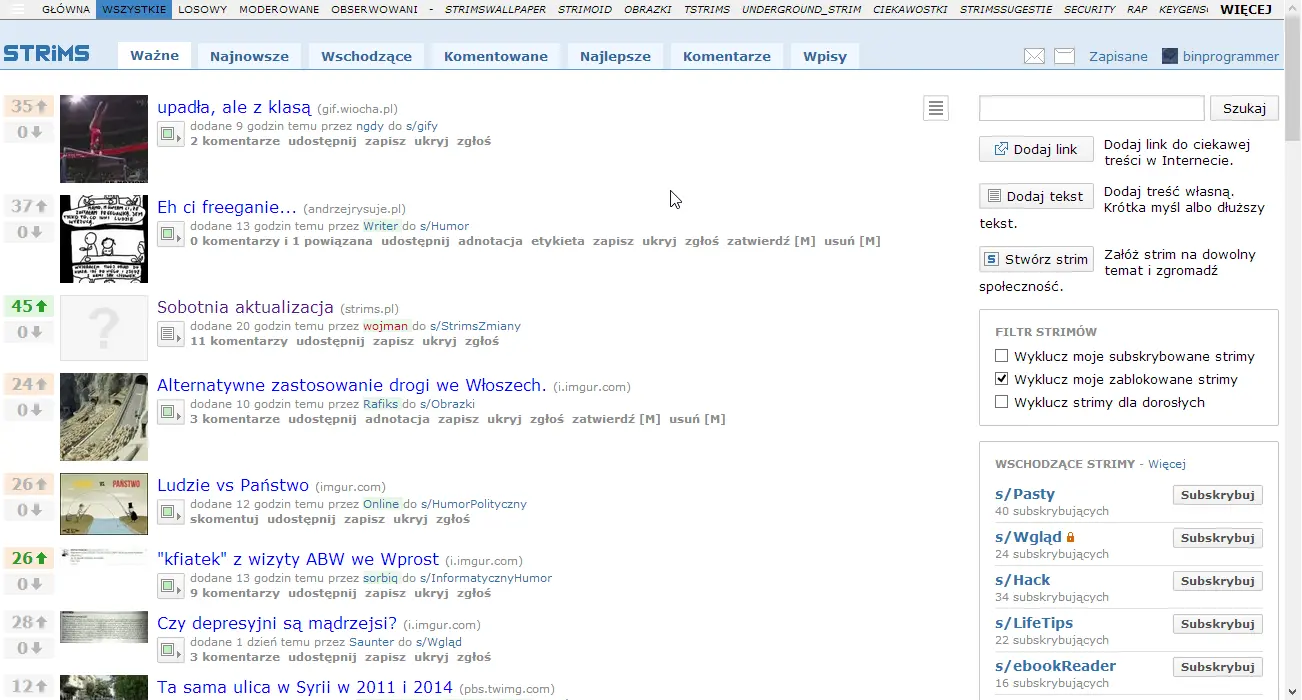 GŁÓWNA WSZYSTKIE LOSOWY MODEROWANE OBSERWOWANI - STRIMSWALLPAPER STRIMOID OBRAZKI TSTRIMS UNDERGROUND_STRIM CIEKAWOSTKI STRIMSSUGESTIE SECURITY RAP KEYGENS WIĘCEJ
STRiMS Ważne Najnowsze Wschodzące Komentowane Najlepsze Komentarze Wpisy Zapisane binprogrammer
35
0
upadła, ale z klasą (gif.wiocha.pl)
dodane 9 godzin temu przez ngdy do s/gify
2 komentarze udostępnij zapisz ukryj zgłoś
37
0
Eh ci freeganie... (andrzejrysuje.pl)
dodane 13 godzin temu przez Writer do s/Humor
0 komentarzy i 1 powiązana udostępnij adnotacja etykieta zapisz ukryj zgłoś zatwierdź [M] usuń [M]
45
0
?
Sobotnia aktualizacja (strims.pl)
dodane 20 godzin temu przez wojman do s/StrimsZmiany
11 komentarzy udostępnij zapisz ukryj zgłoś
24
0
Alternatywne zastosowanie drogi we Włoszech. (i.imgur.com)
dodane 10 godzin temu przez Rafiks do s/Obrazki
3 komentarze udostępnij adnotacja zapisz ukryj zgłoś zatwierdź [M] usuń [M]
26
0
PAŃSTWO
Ludzie vs Państwo (imgur.com)
dodane 12 godzin temu przez Online do s/HumorPolityczny
skomentuj udostępnij zapisz ukryj zgłoś
26
0
"kfiatek" z wizyty ABW we Wprost (i.imgur.com)
dodane 13 godzin temu przez sorbiq do s/InformatycznyHumor
9 komentarzy udostępnij zapisz ukryj zgłoś
28
0
Czy depresyjni są mądrzejsi? (i.imgur.com)
dodane 1 dzień temu przez Saunter do s/Wgląd
3 komentarze udostępnij zapisz ukryj zgłoś
12
Ta sama ulica w Syrii w 2011 i 2014 (pbs.twimg.com)
Szukaj
Dodaj link Dodaj link do ciekawej
treści w Internecie.
Dodaj tekst Dodaj treść własną.
Krótka myśl albo dłuższy
tekst.
S Stwórz strim Załóż strim na dowolny
temat i zgromadź
społeczność.
FILTR STRIMÓW
Wyklucz moje subskrybowane strimy
Wyklucz moje zablokowane strimy
Wyklucz strimy dla dorosłych
WSCHODZĄCE STRIMY - Więcej
s/Pasty Subskrybuj
40 subskrybujących
s/Wgląd Subskrybuj
24 subskrybujących
s/Hack Subskrybuj
34 subskrybujących
s/LifeTips Subskrybuj
22 subskrybujących
s/ebookReader Subskrybuj
16 subskrybujących